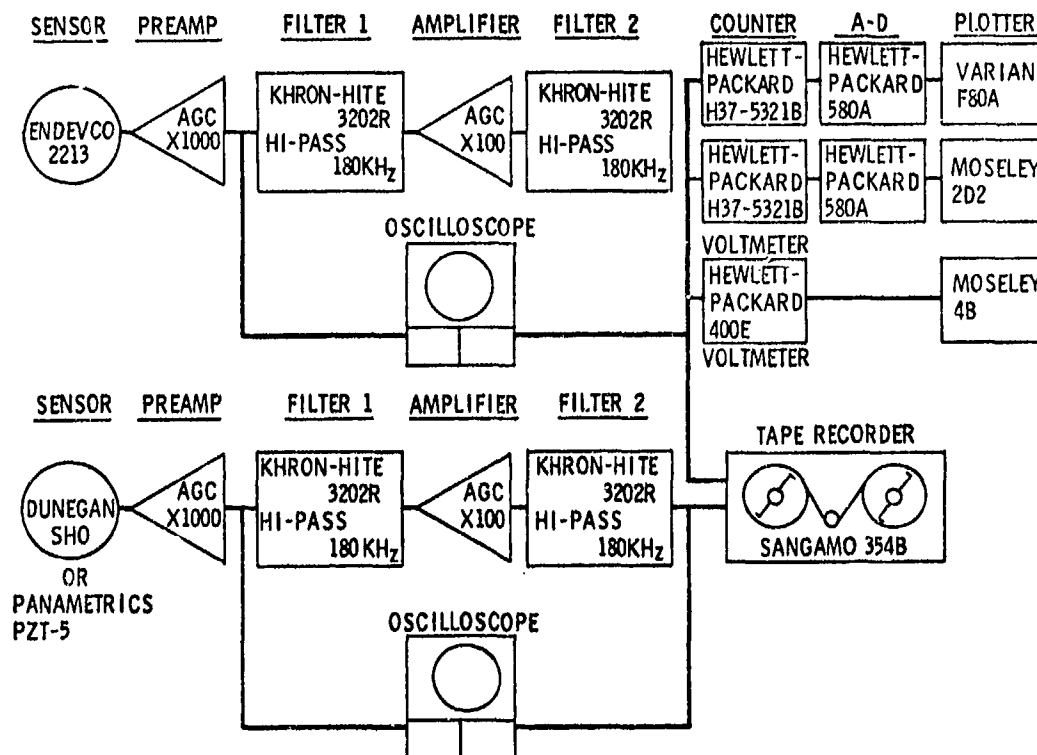 SENSOR PREAMP FILTER 1 AMPLIFIER FILTER 2 COUNTER A-D PLOTTER
ENDEVCO
2213
AGC
X1000
KHRON-HITE
3202R
HI-PASS
180KHz
AGC
X100
KHRON-HITE
3202R
HI-PASS
180KHz
HEWLETT-
PACKARD
H37-5321B
HEWLETT-
PACKARD
580A
VARIAN
F80A
HEWLETT-
PACKARD
H37-5321B
HEWLETT-
PACKARD
580A
MOSELEY
2D2
OSCILLOSCOPE
VOLTMETER
HEWLETT-
PACKARD
400E
VOLTMETER
MOSELEY
4B
SENSOR PREAMP FILTER 1 AMPLIFIER FILTER 2
DUNEGAN
SHO
OR
PANAMETRICS
PZT-5
AGC
X1000
KHRON-HITE
3202R
HI-PASS
180KHz
AGC
X100
KHRON-HITE
3202R
HI-PASS
180KHz
TAPE RECORDER
SANGAMO 354B
OSCILLOSCOPE